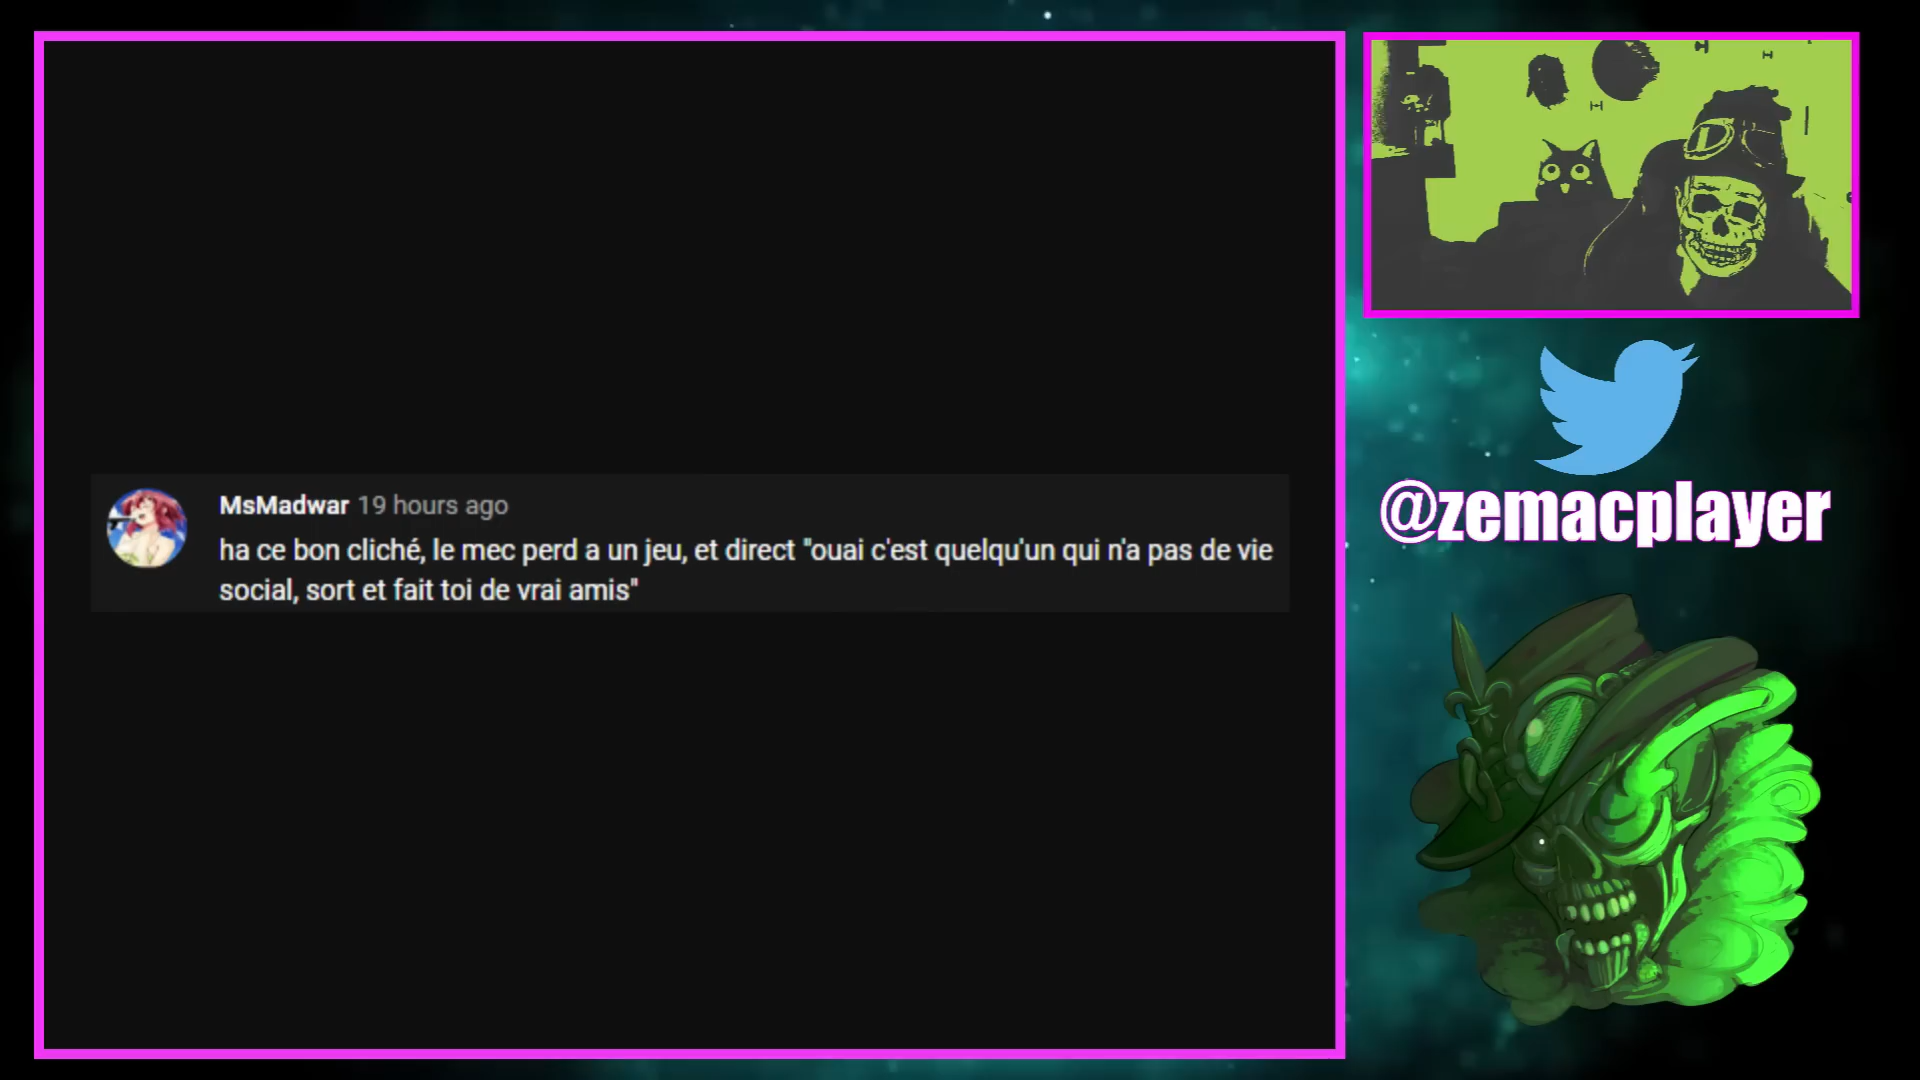 MsMadwar 19 hours ago
ha ce bon cliché, le mec perd a un jeu, et direct "ouai c'est quelqu'un qui n'a pas de vie
social, sort et fait toi de vrai amis"
@zemacplayer